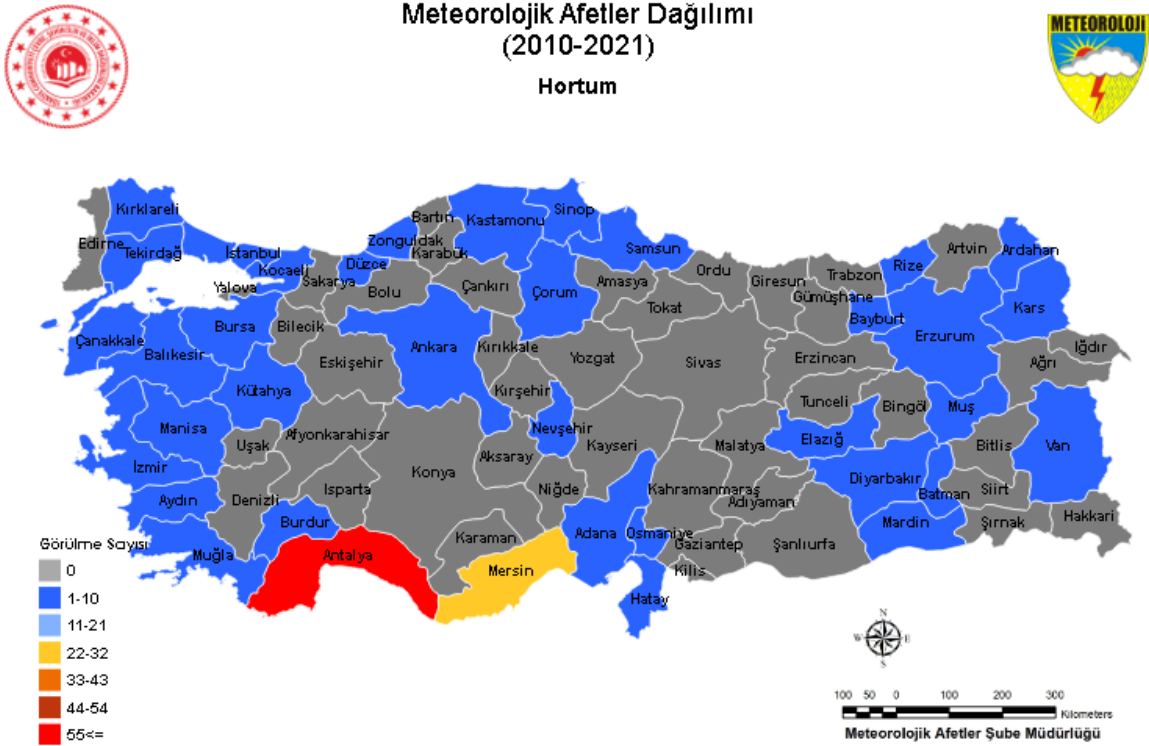 Meteorolojik Afetler Dağılımı
(2010-2021)
Hortum
METEOROLOJİ
Kırklareli
Edirne
Tekirdağ
İstanbul
Kocaeli
Yalova
Sakarya
Düzce
Zonguldak
Bartın
Karabük
Kastamonu
Sinop
Samsun
Bolu
Çankırı
Çorum
Amasya
Ordu
Tokat
Giresun
Gümüşhane
Trabzon
Rize
Artvin
Ardahan
Kars
Bayburt
Erzurum
Iğdır
Ağrı
Çanakkale
Balıkesir
Bursa
Bilecik
Eskişehir
Kütahya
Ankara
Kırıkkale
Kırşehir
Yozgat
Sivas
Erzincan
Tunceli
Bingöl
Muş
Bitlis
Van
Manisa
Uşak
Afyonkarahisar
Konya
Aksaray
Nevşehir
Kayseri
Malatya
Elazığ
Diyarbakır
Batman
Siirt
Şırnak
Hakkari
İzmir
Aydın
Denizli
Isparta
Burdur
Muğla
Antalya
Karaman
Niğde
Mersin
Adana
Osmaniye
Kahramanmaraş
Adıyaman
Gaziantep
Kilis
Şanlıurfa
Mardin
Hatay
Görülme Sayısı
0
1-10
11-21
22-32
33-43
44-54
55<=
N
W
E
S
100 50 0 100 200 300
Kilometers
Meteorolojik Afetler Şube Müdürlüğü